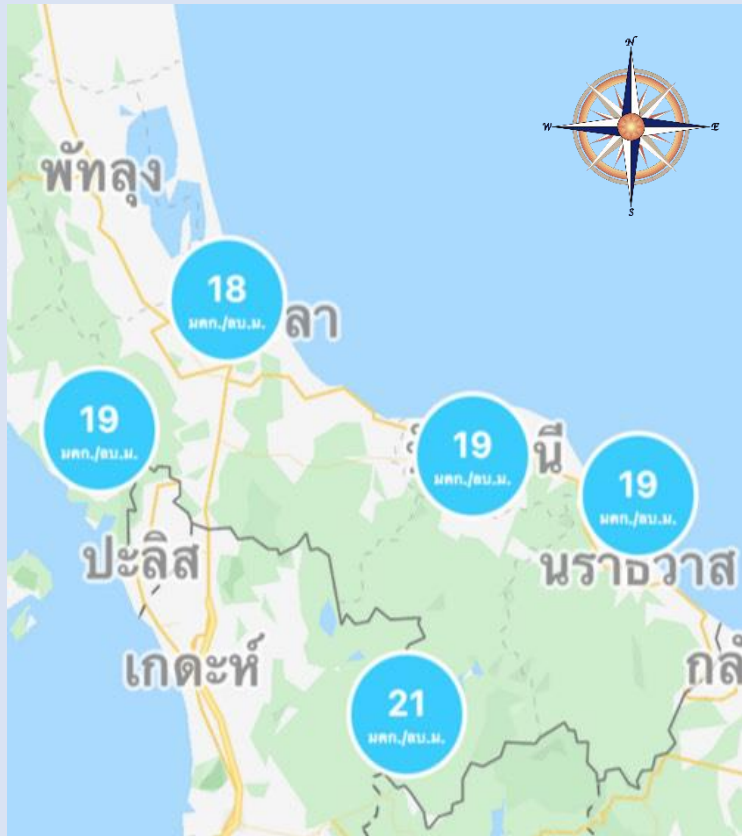 N
W E
S
พัทลุง
18
มคก./ลบ.ม.
ลา
19
มคก./ลบ.ม.
19
มคก./ลบ.ม.
นี
19
มคก./ลบ.ม.
ปะลิส
นราธิวาส
เกดะห์
กลั
21
มคก./ลบ.ม.